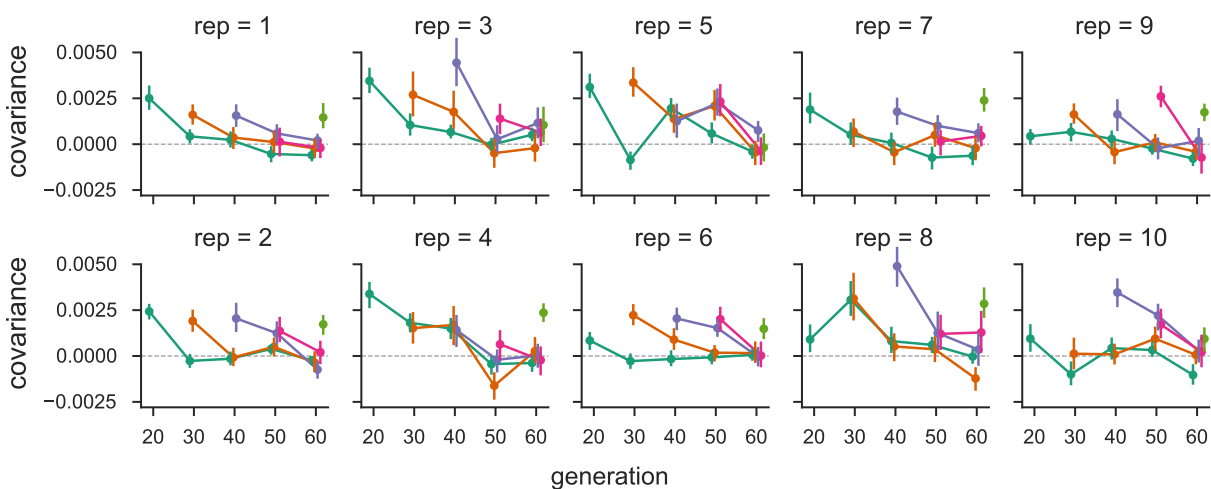 rep = 1 rep = 3 rep = 5 rep = 7 rep = 9
covariance
0.0050
0.0025
0.0000
−0.0025
rep = 2 rep = 4 rep = 6 rep = 8 rep = 10
covariance
0.0050
0.0025
0.0000
−0.0025
20 30 40 50 60 20 30 40 50 60 20 30 40 50 60 20 30 40 50 60 20 30 40 50 60
generation